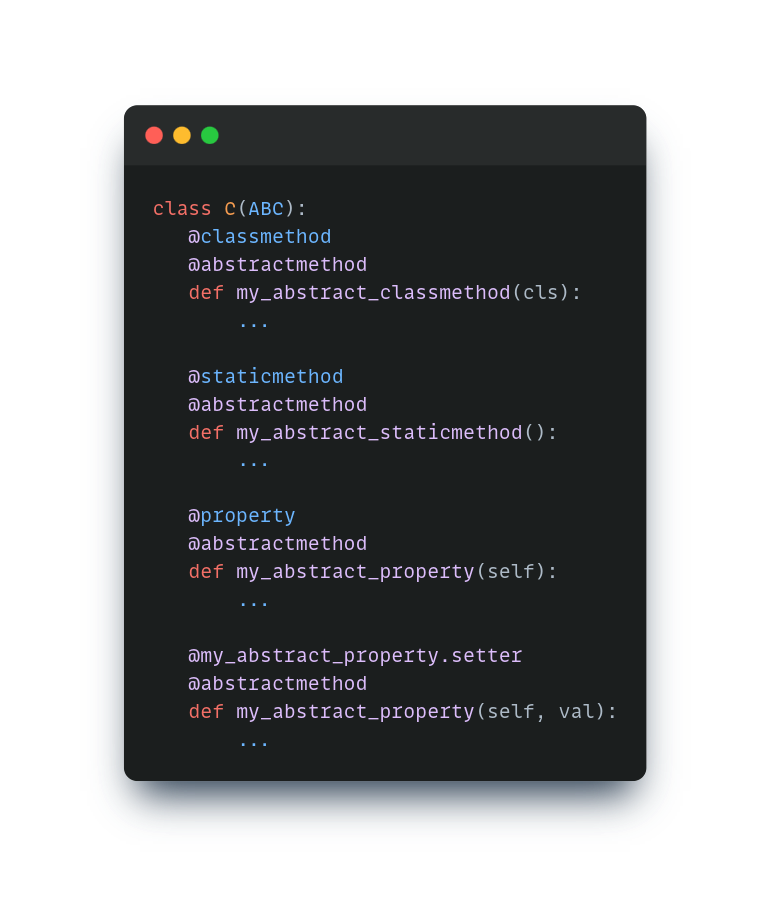 class C(ABC):
   @classmethod
   @abstractmethod
   def my_abstract_classmethod(cls):
       ...

   @staticmethod
   @abstractmethod
   def my_abstract_staticmethod():
       ...

   @property
   @abstractmethod
   def my_abstract_property(self):
       ...

   @my_abstract_property.setter
   @abstractmethod
   def my_abstract_property(self, val):
       ...